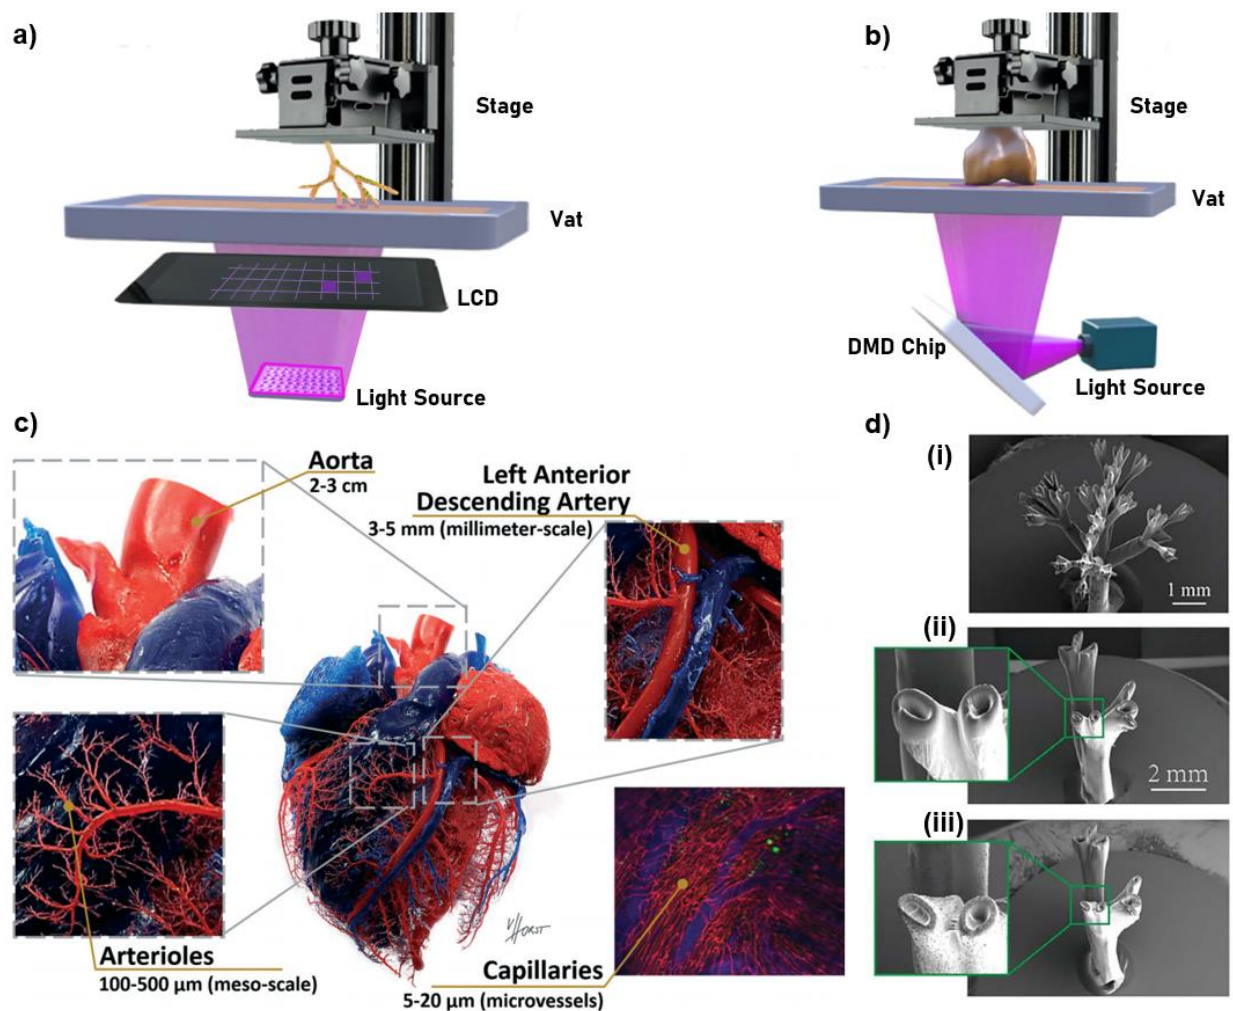 a)
Stage
Vat
LCD
Light Source
b)
Stage
Vat
DMD Chip
Light Source
c)
Aorta
2-3 cm
Left Anterior
Descending Artery
3-5 mm (millimeter-scale)
Arterioles
100-500 µm (meso-scale)
Capillaries
5-20 µm (microvessels)
d)
(i)
1 mm
(ii)
2 mm
(iii)